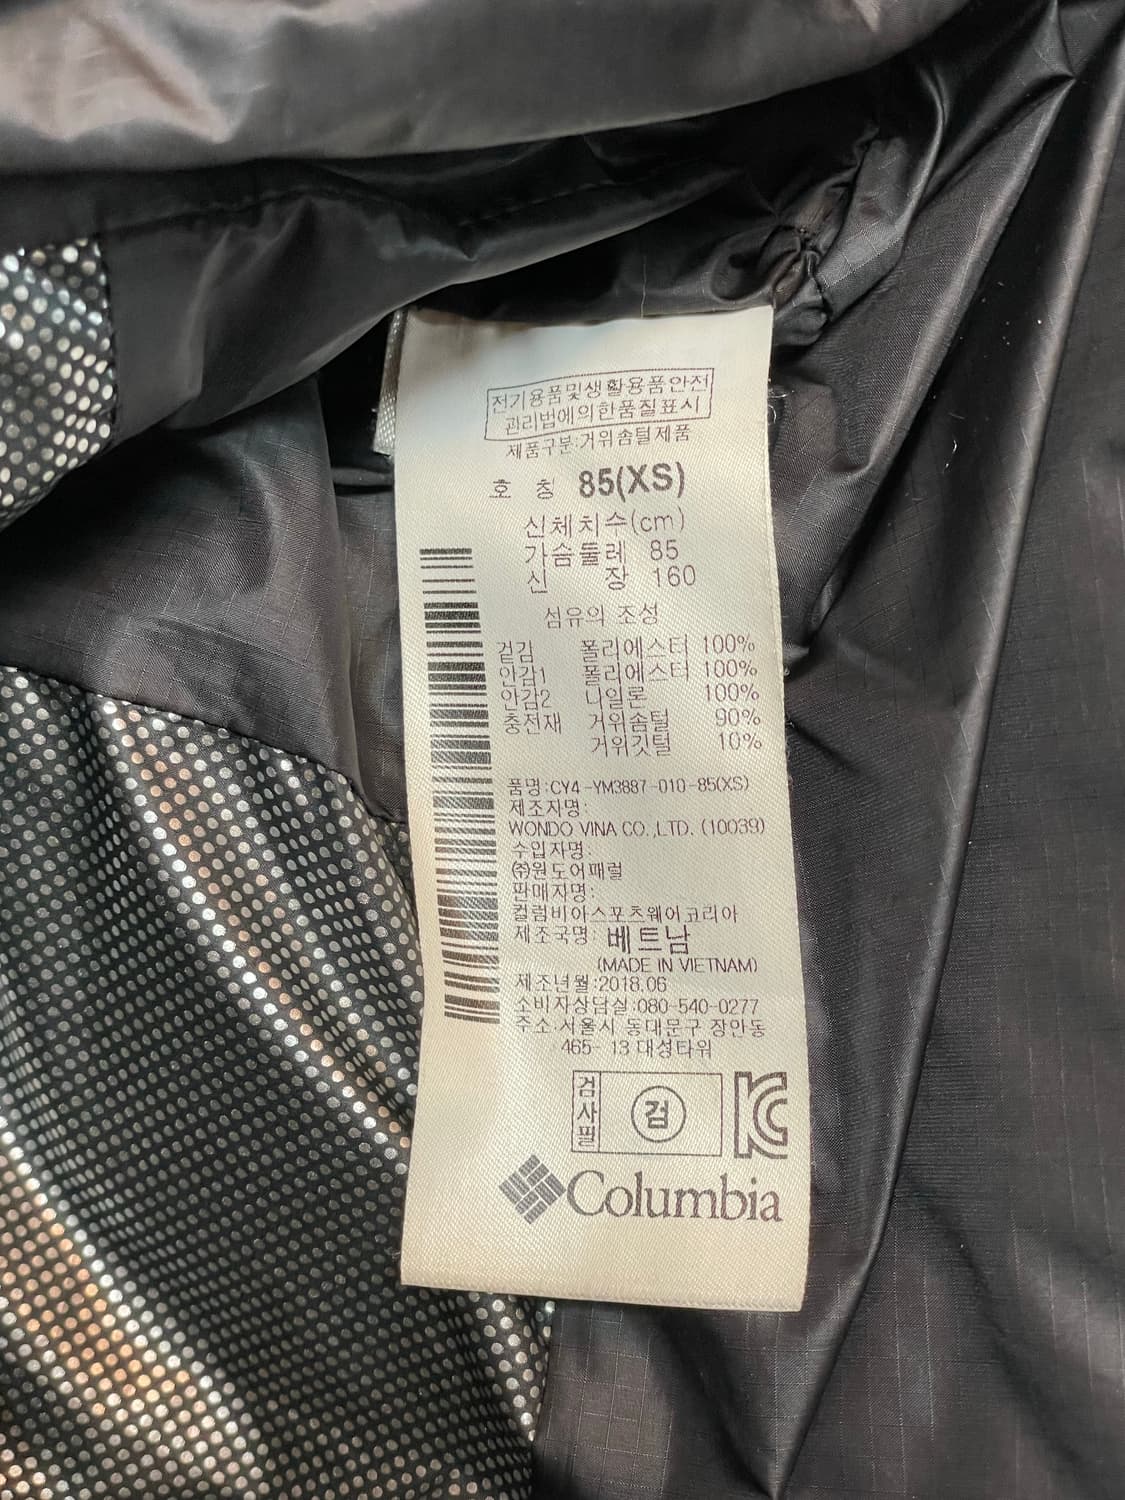 전기용품및생활용품안전
관리법에의한품질표시
제품구분:거위솜털제품
호 칭 85(XS)
신체치수(cm)
가슴둘레 85
신 장 160
섬유의 조성
겉감 폴리에스터 100%
안감1 폴리에스터 100%
안감2 나일론 100%
충전재 거위솜털 90%
거위깃털 10%
품명:CY4-YM3887-010-85(XS)
제조자명:
WONDO VINA CO.,LTD. (10039)
수입자명:
㈜원도어패럴
판매자명:
컬럼비아스포츠웨어코리아
제조국명: 베트남
(MADE IN VIETNAM)
제조년월:2018.06
소비자상담실:080-540-0277
주소:서울시 동대문구 장안동
465-13 대성타워
검사필 검 KC
Columbia